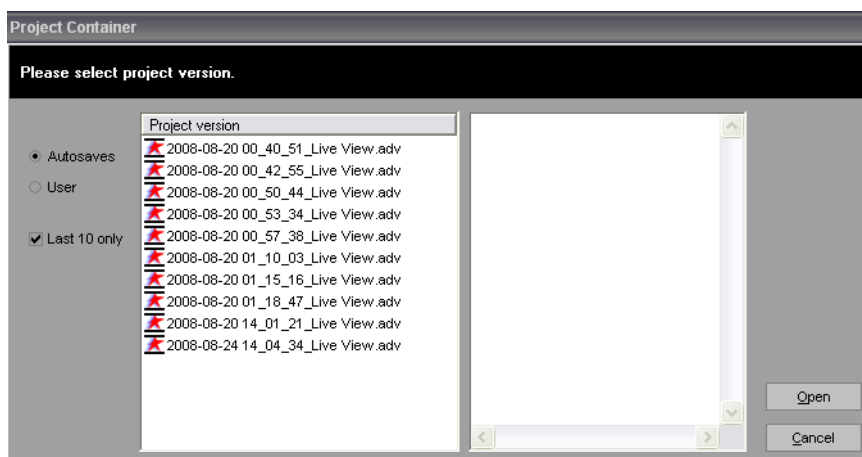 Project Container
Please select project version.
Autosaves
User
Last 10 only
Project version
2008-08-20 00_40_51_Live View.adv
2008-08-20 00_42_55_Live View.adv
2008-08-20 00_50_44_Live View.adv
2008-08-20 00_53_34_Live View.adv
2008-08-20 00_57_38_Live View.adv
2008-08-20 01_10_03_Live View.adv
2008-08-20 01_15_16_Live View.adv
2008-08-20 01_18_47_Live View.adv
2008-08-20 14_01_21_Live View.adv
2008-08-24 14_04_34_Live View.adv
Open
Cancel